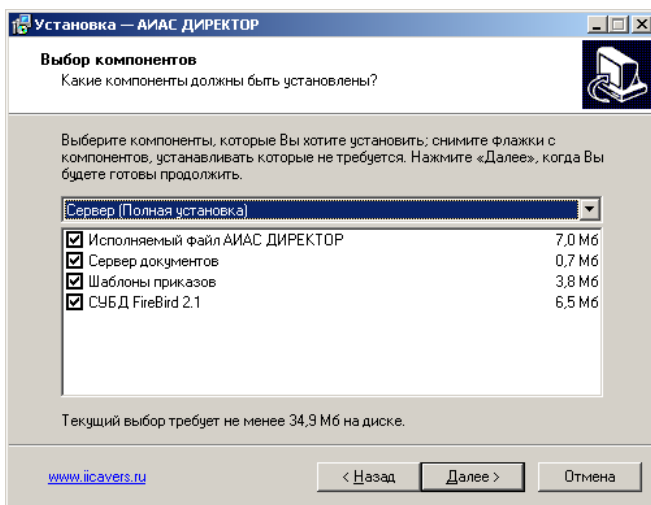 Установка — АИАС ДИРЕКТОР
Выбор компонентов
Какие компоненты должны быть установлены?
Выберите компоненты, которые Вы хотите установить; снимите флажки с
компонентов, устанавливать которые не требуется. Нажмите «Далее», когда Вы
будете готовы продолжить.
Сервер (Полная установка)
Исполняемый файл АИАС ДИРЕКТОР 7,0 Мб
Сервер документов 0,7 Мб
Шаблоны приказов 3,8 Мб
СУБД FireBird 2.1 6,5 Мб
Текущий выбор требует не менее 34,9 Мб на диске.
www.iicavers.ru < Назад Далее > Отмена